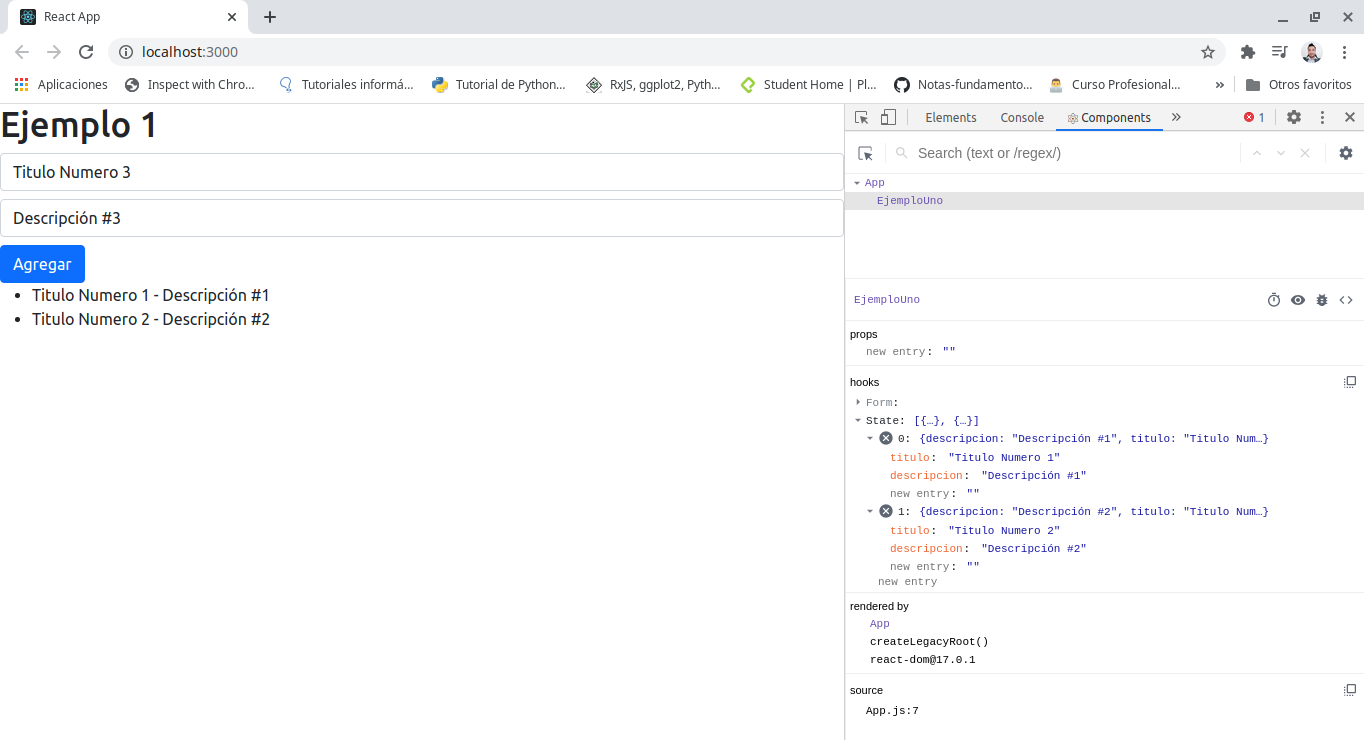 React App
localhost:3000
Aplicaciones Inspect with Chro... Tutoriales informá... Tutorial de Python... RxJS, ggplot2, Pyth... Student Home | Pl... Notas-fundamento... Curso Profesional... » Otros favoritos
Ejemplo 1
Titulo Numero 3
Descripción #3
Agregar
• Titulo Numero 1 - Descripción #1
• Titulo Numero 2 - Descripción #2
Elements Console Components » 1
Search (text or /regex/)
App
EjemploUno
EjemploUno
props
new entry: ""
hooks
Form:
State: [{…}, {…}]
0: {descripcion: "Descripción #1", titulo: "Titulo Num…}
titulo: "Titulo Numero 1"
descripcion: "Descripción #1"
new entry: ""
1: {descripcion: "Descripción #2", titulo: "Titulo Num…}
titulo: "Titulo Numero 2"
descripcion: "Descripción #2"
new entry: ""
new entry
rendered by
App
createLegacyRoot()
react-dom@17.0.1
source
App.js:7